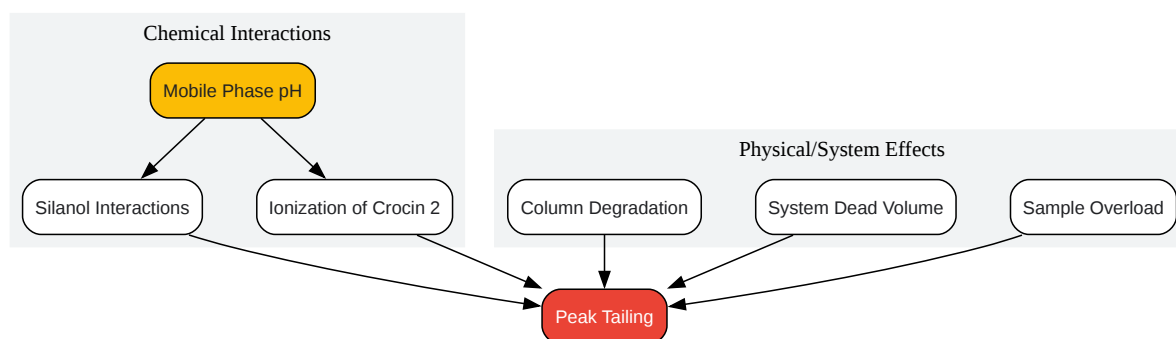 Chemical Interactions
Mobile Phase pH
Silanol Interactions
Ionization of Crocin 2
Physical/System Effects
Column Degradation
System Dead Volume
Sample Overload
Peak Tailing